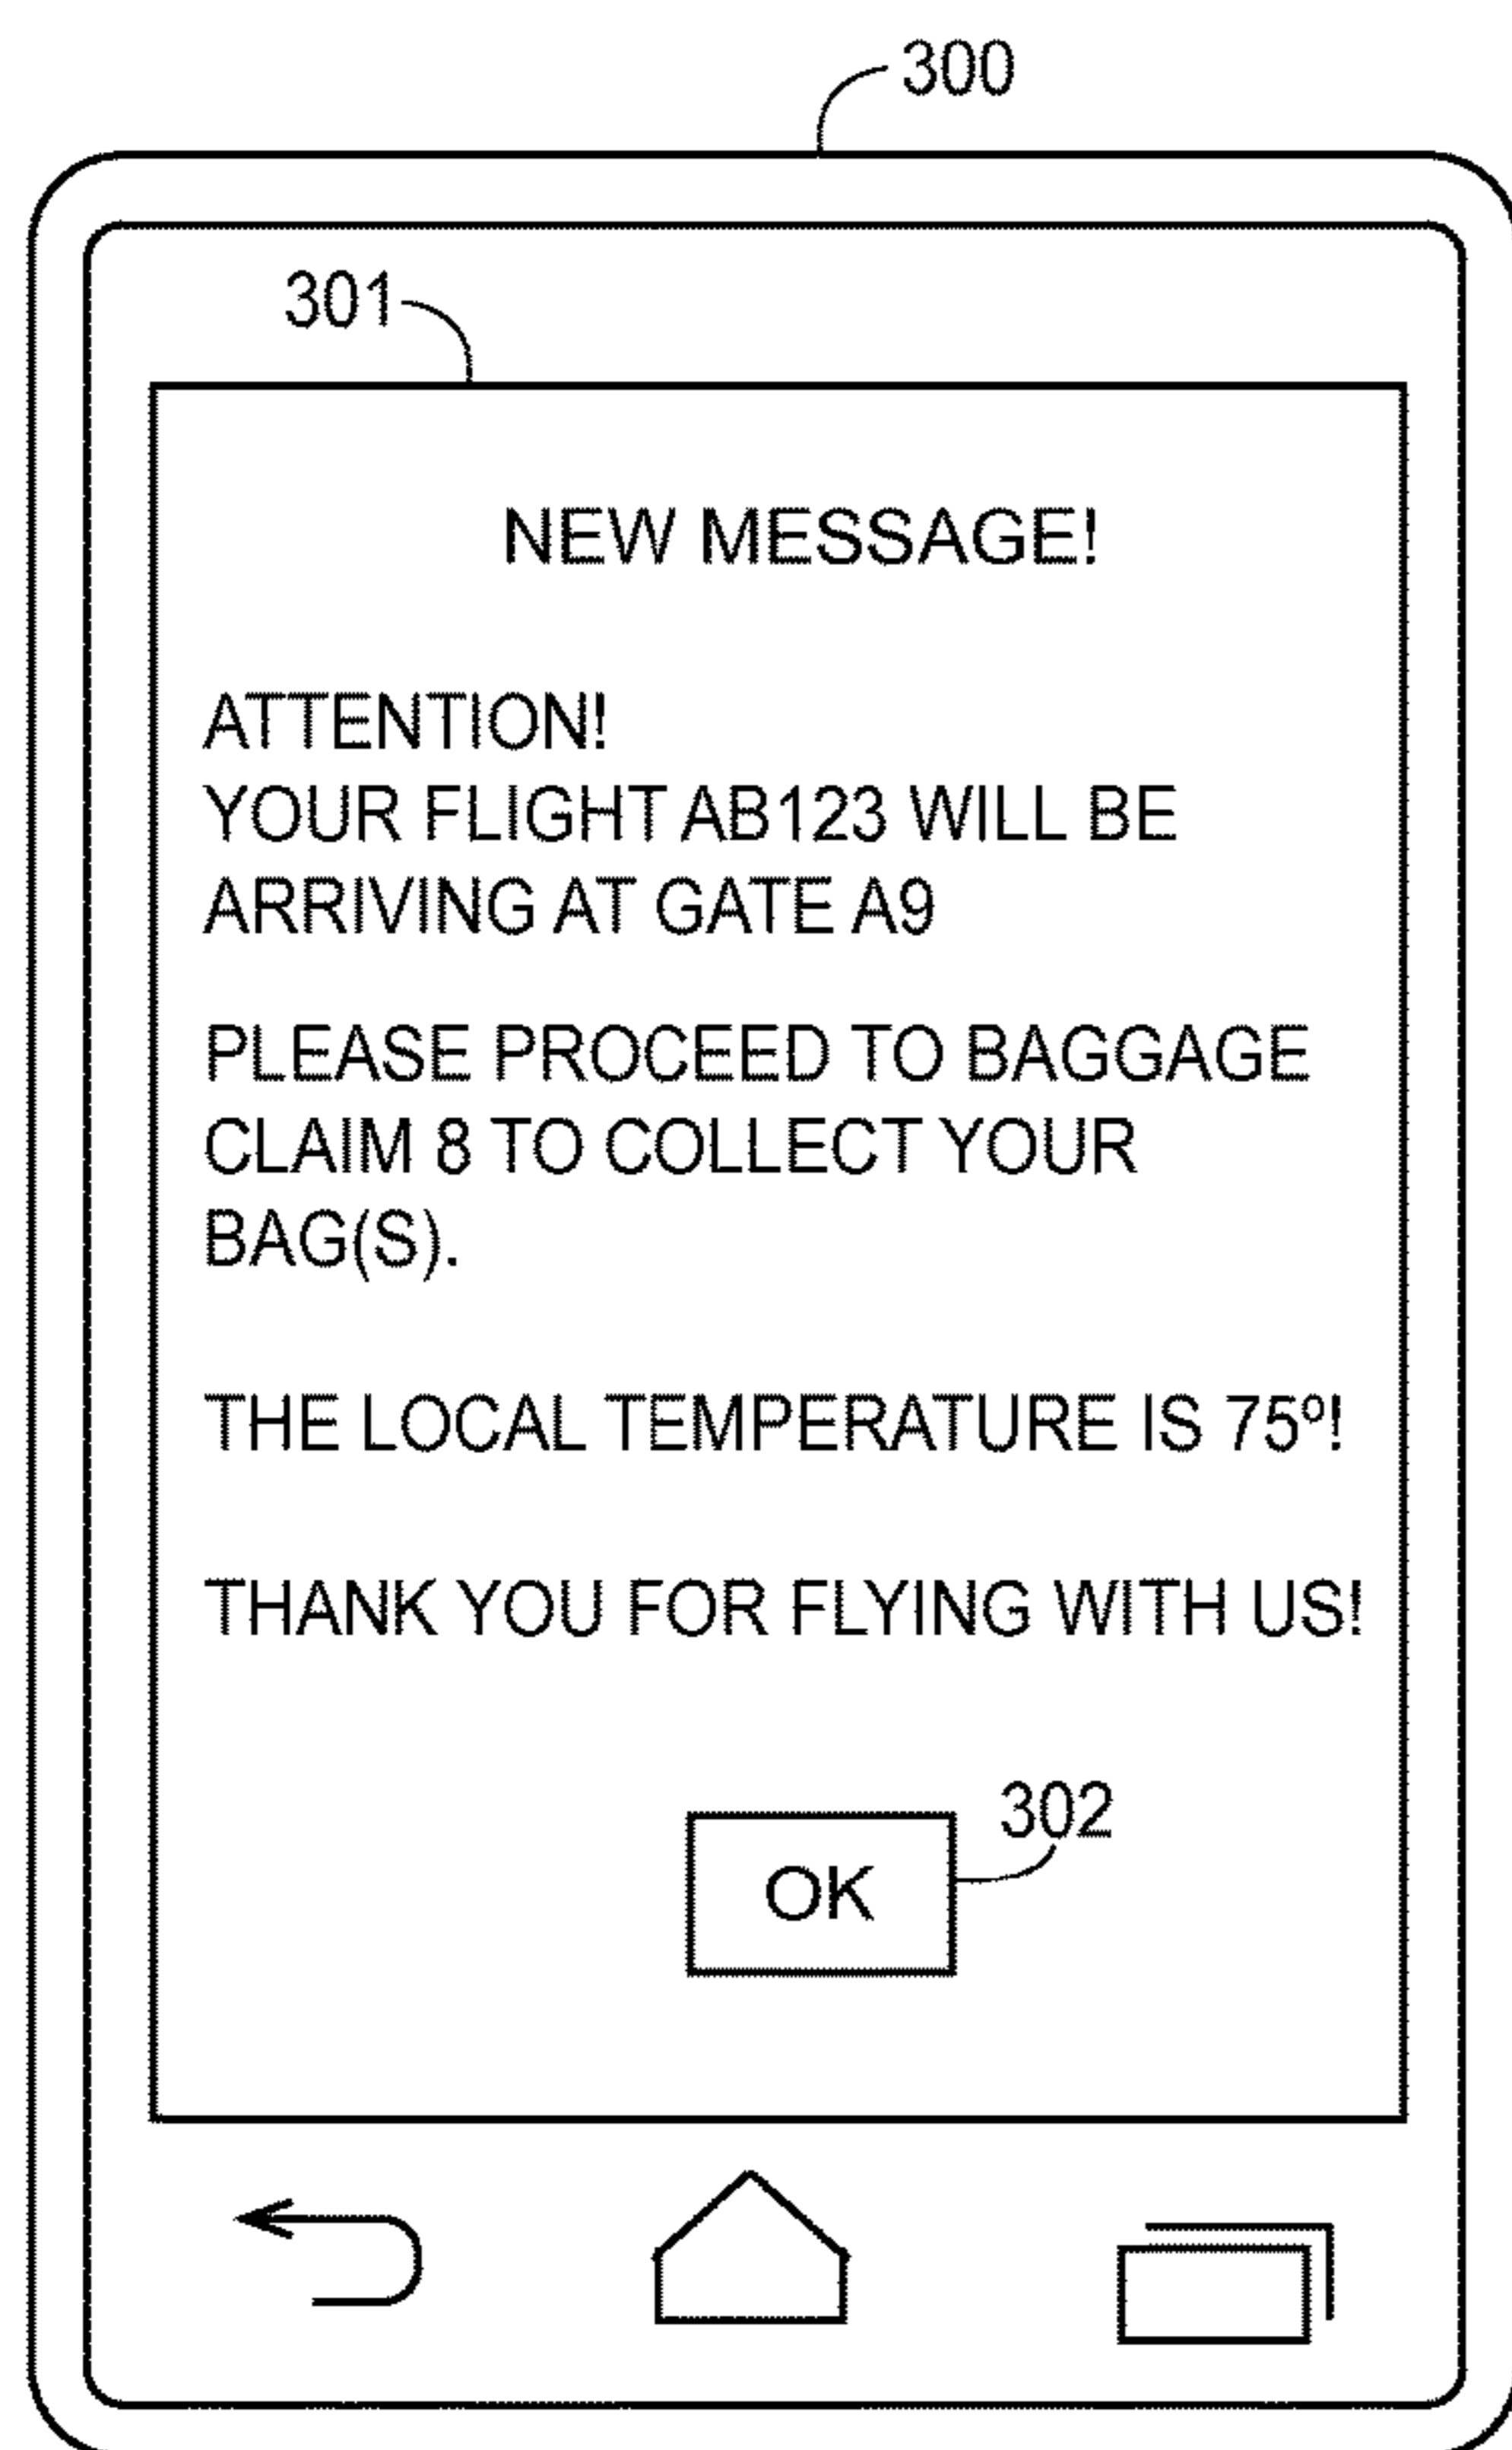 300
301
NEW MESSAGE!
ATTENTION!
YOUR FLIGHT AB123 WILL BE
ARRIVING AT GATE A9
PLEASE PROCEED TO BAGGAGE
CLAIM 8 TO COLLECT YOUR
BAG(S).
THE LOCAL TEMPERATURE IS 75º!
THANK YOU FOR FLYING WITH US!
302
OK